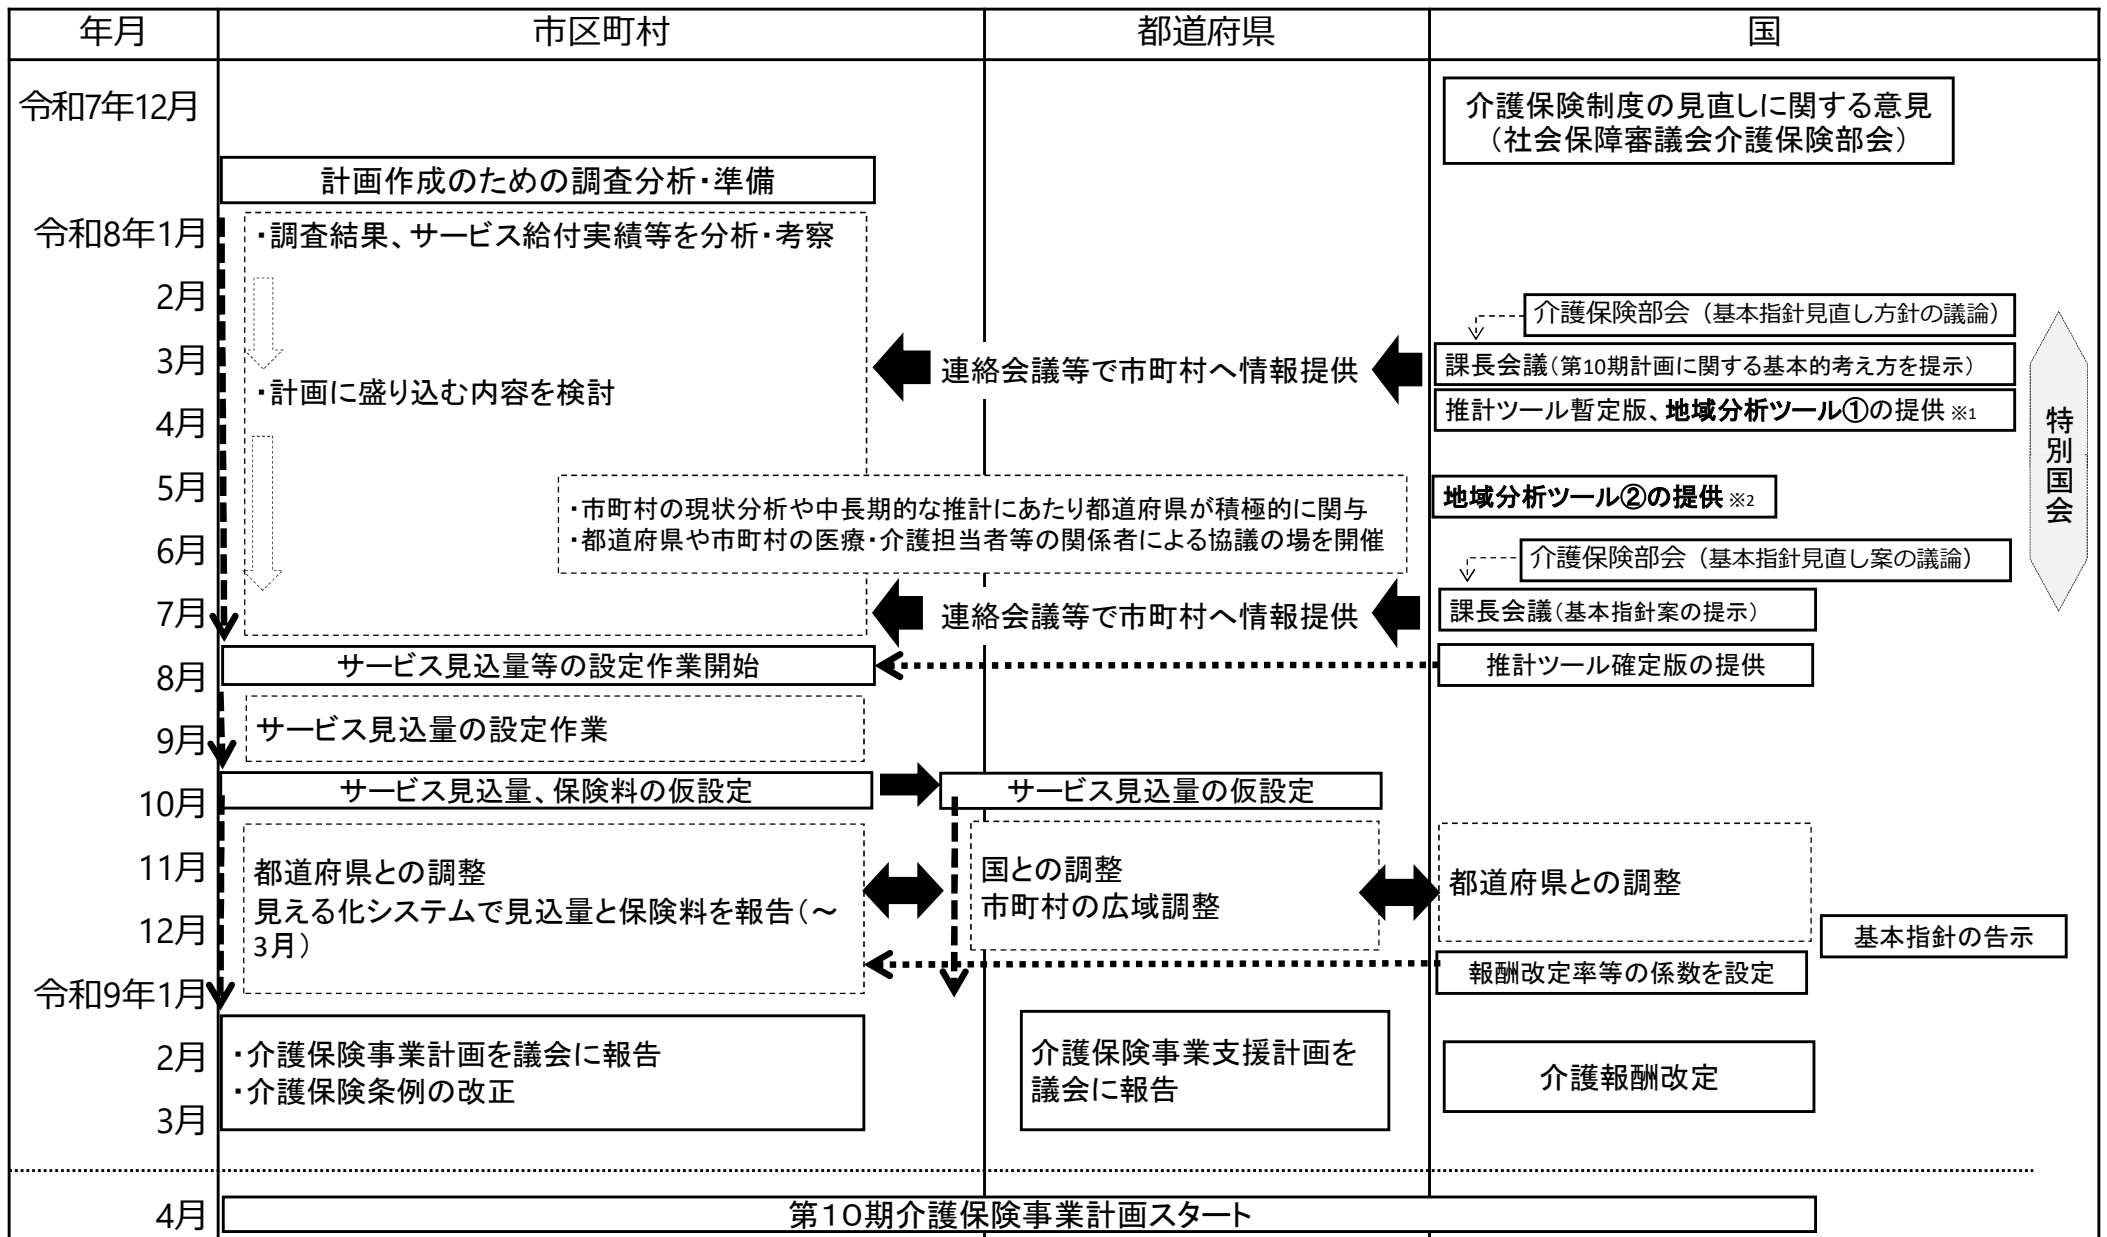 年月
市区町村
都道府県
国
令和7年12月
介護保険制度の見直しに関する意見
（社会保障審議会介護保険部会）
計画作成のための調査分析・準備
令和8年1月
・調査結果、サービス給付実績等を分析・考察
2月
介護保険部会（基本指針見直し方針の議論）
3月
連絡会議等で市町村へ情報提供
課長会議（第10期計画に関する基本的考え方を提示）
・計画に盛り込む内容を検討
4月
推計ツール暫定版、地域分析ツール①の提供 ※1
特別国会
5月
・市町村の現状分析や中長期的な推計にあたり都道府県が積極的に関与
・都道府県や市町村の医療・介護担当者等の関係者による協議の場を開催
地域分析ツール②の提供 ※2
6月
介護保険部会（基本指針見直し案の議論）
7月
連絡会議等で市町村へ情報提供
課長会議（基本指針案の提示）
8月
サービス見込量等の設定作業開始
推計ツール確定版の提供
9月
サービス見込量の設定作業
10月
サービス見込量、保険料の仮設定
サービス見込量の仮設定
11月
都道府県との調整
見える化システムで見込量と保険料を報告（～
3月）
国との調整
市町村の広域調整
都道府県との調整
12月
基本指針の告示
報酬改定率等の係数を設定
令和9年1月
2月
・介護保険事業計画を議会に報告
・介護保険条例の改正
介護保険事業支援計画を
議会に報告
介護報酬改定
3月
4月
第10期介護保険事業計画スタート